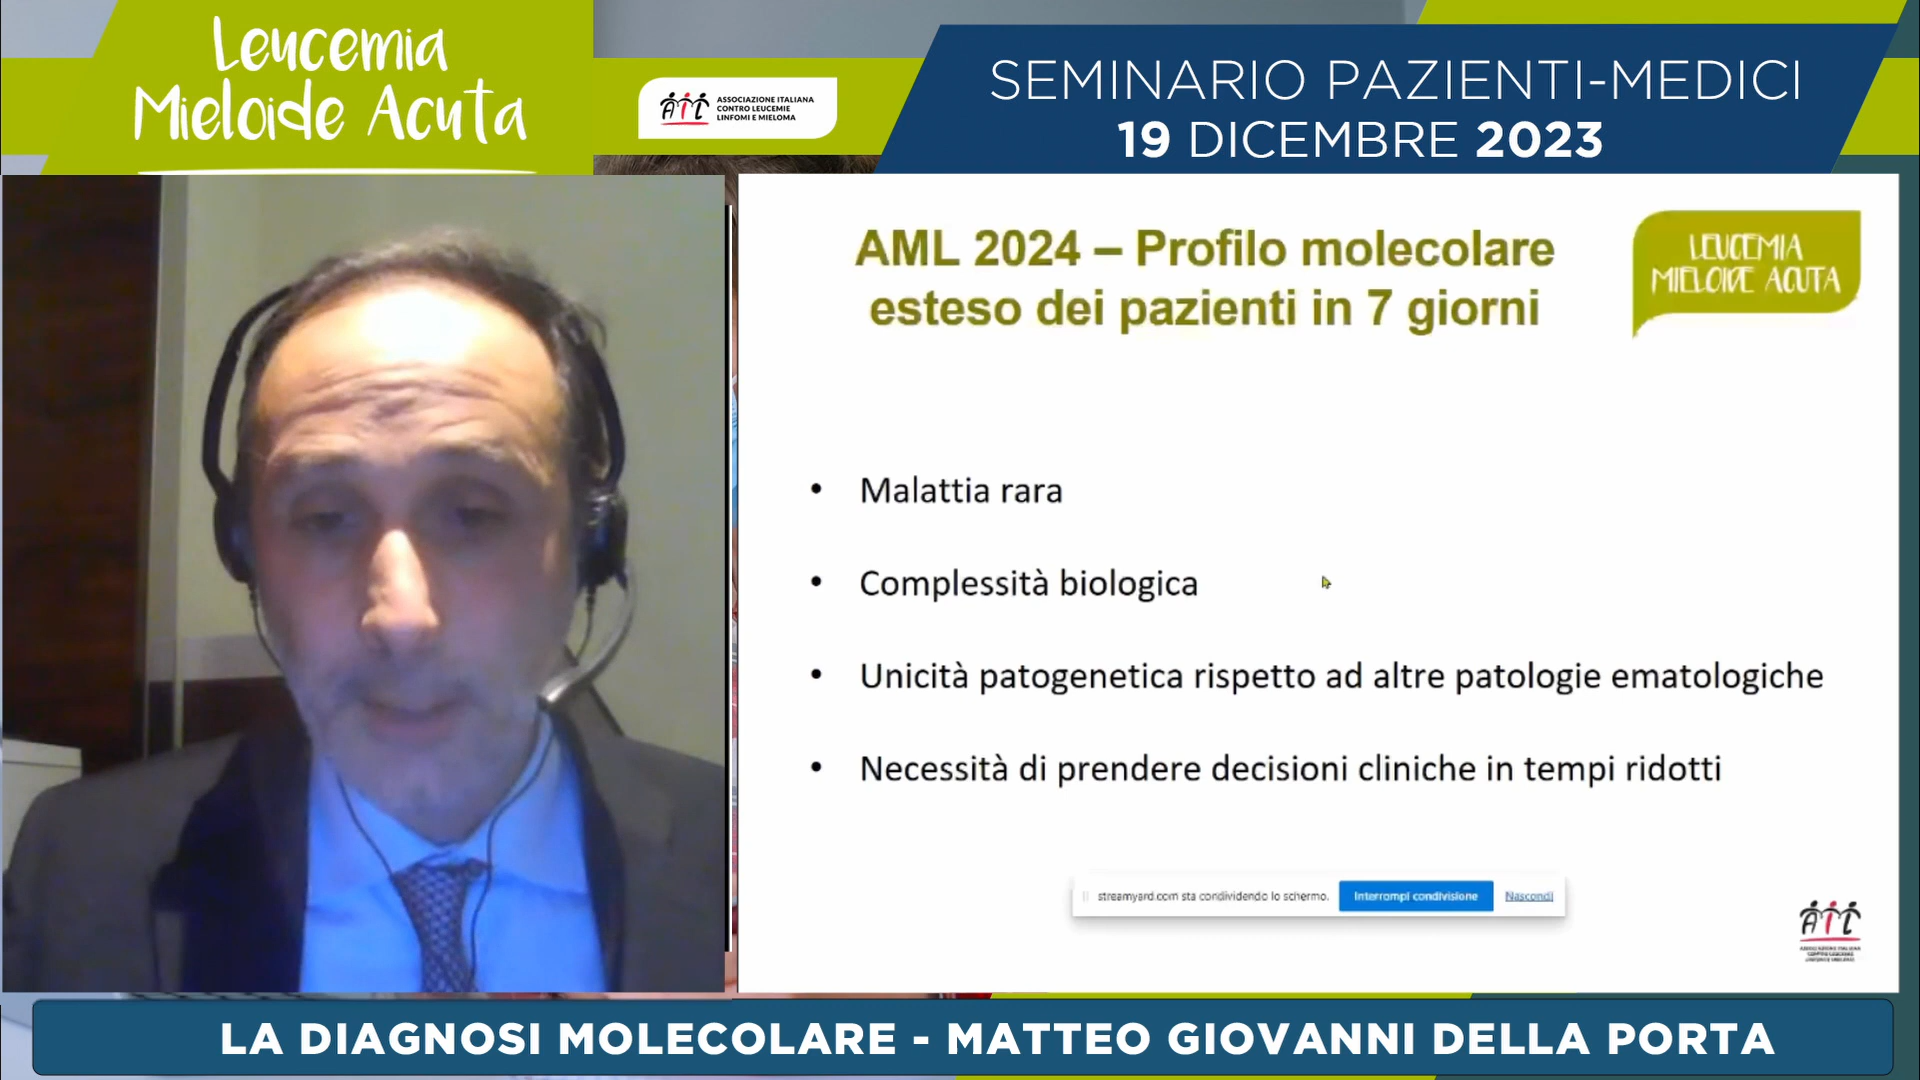 Leucemia
Mieloide Acuta
AIL
ASSOCIAZIONE ITALIANA
CONTRO LEUCEMIE
LINFOMI E MIELOMA
SEMINARIO PAZIENTI-MEDICI
19 DICEMBRE 2023
AML 2024 – Profilo molecolare
esteso dei pazienti in 7 giorni
LEUCEMIA
MIELOIDE ACUTA
• Malattia rara
• Complessità biologica
• Unicità patogenetica rispetto ad altre patologie ematologiche
• Necessità di prendere decisioni cliniche in tempi ridotti
streamyard.com sta condividendo lo schermo.
Interrompi condivisione
Nascondi
AIL
LA DIAGNOSI MOLECOLARE - MATTEO GIOVANNI DELLA PORTA